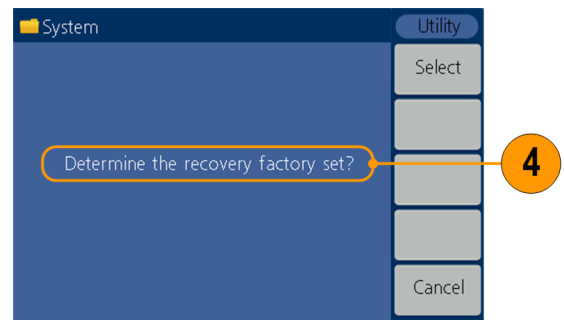 System
Utility
Select
Determine the recovery factory set?
4
Cancel